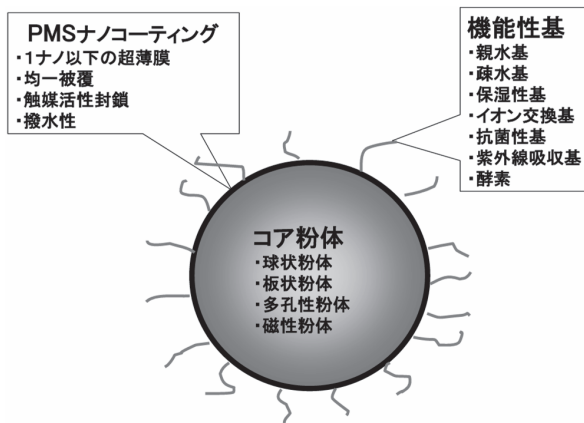 PMSナノコーティング
・1ナノ以下の超薄膜
・均一被覆
・触媒活性封鎖
・撥水性
機能性基
・親水基
・疎水基
・保湿性基
・イオン交換基
・抗菌性基
・紫外線吸収基
・酵素
コア粉体
・球状粉体
・板状粉体
・多孔性粉体
・磁性粉体